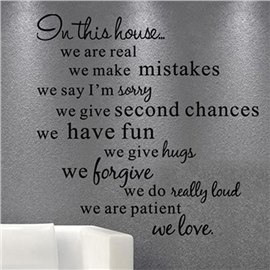 In this house...
we are real
we make mistakes
we say I'm sorry
we give second chances
we have fun
we give hugs
we forgive
we do really loud
we are patient
we love.